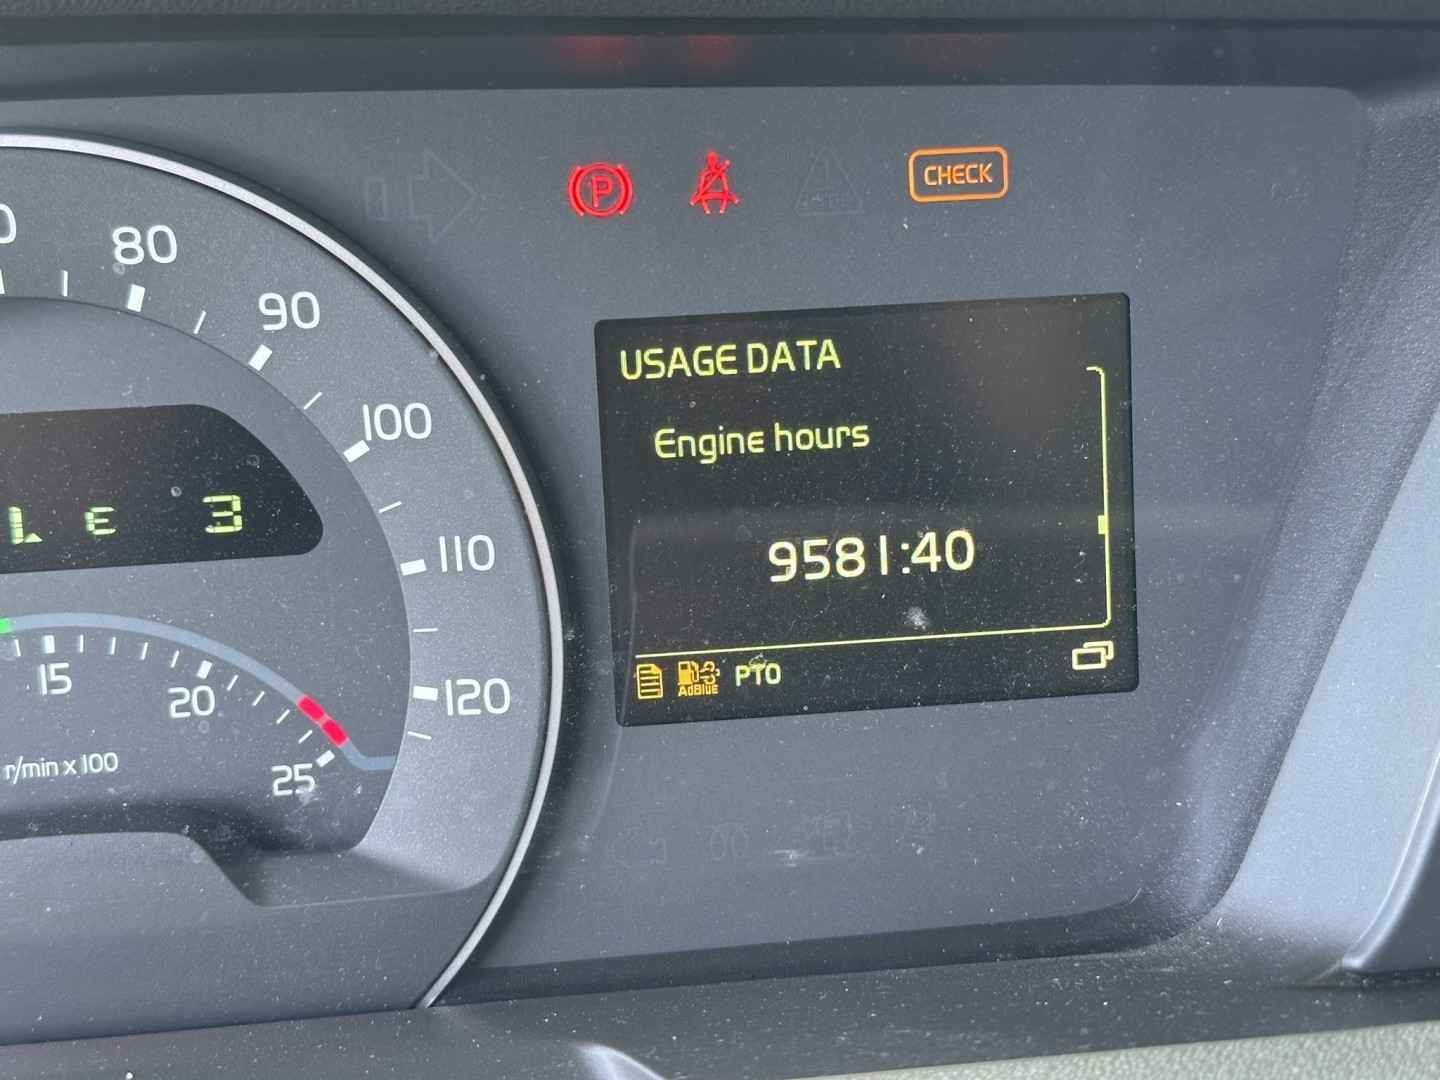 P
CHECK
80
90
100
110
120
USAGE DATA
Engine hours
9581:40
AdBlue PTO
Le 3
15
20
25
r/min x 100